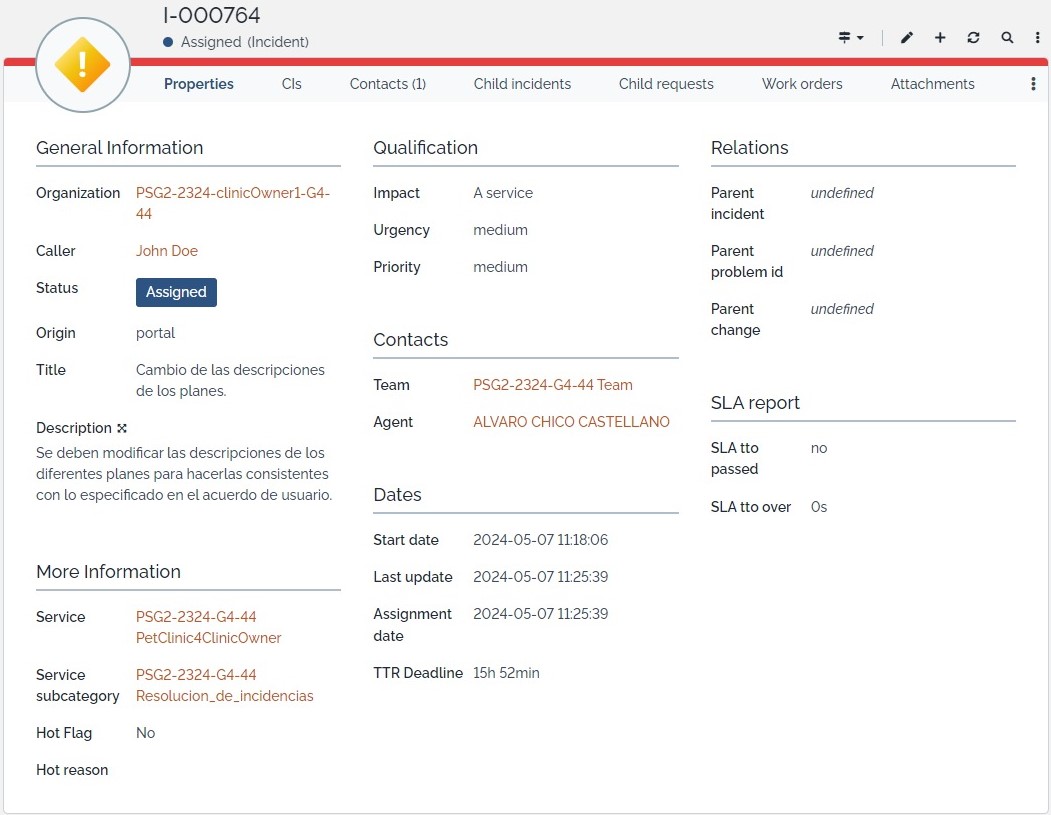 I-000764
Assigned (Incident)
Properties
CIs
Contacts (1)
Child incidents
Child requests
Work orders
Attachments
General Information
Organization PSG2-2324-clinicOwner1-G4-
44
Caller John Doe
Status Assigned
Origin portal
Title Cambio de las descripciones
de los planes.
Description
Se deben modificar las descripciones de los
diferentes planes para hacerlas consistentes
con lo especificado en el acuerdo de usuario.
More Information
Service PSG2-2324-G4-44
PetClinic4ClinicOwner
Service PSG2-2324-G4-44
subcategory Resolucion_de_incidencias
Hot Flag No
Hot reason
Qualification
Impact A service
Urgency medium
Priority medium
Contacts
Team PSG2-2324-G4-44 Team
Agent ALVARO CHICO CASTELLANO
Dates
Start date 2024-05-07 11:18:06
Last update 2024-05-07 11:25:39
Assignment 2024-05-07 11:25:39
date
TTR Deadline 15h 52min
Relations
Parent undefined
incident
Parent undefined
problem id
Parent undefined
change
SLA report
SLA tto no
passed
SLA tto over 0s